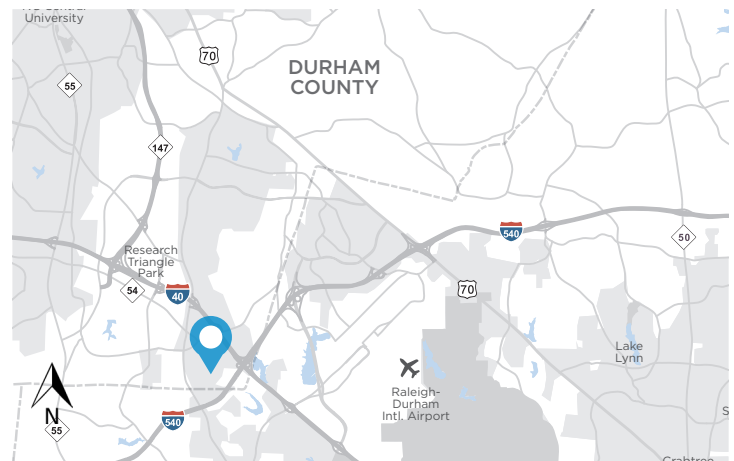 University
70
DURHAM
COUNTY
55
147
540
50
Research
Triangle
Park
54
40
70
Lake
Lynn
Raleigh-
Durham
Intl. Airport
N
55
540
Crabtree